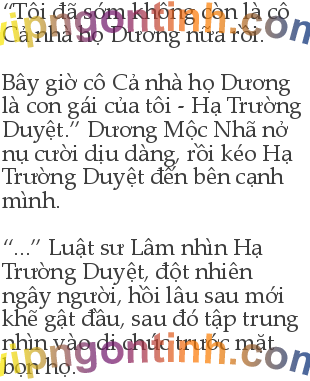 “Tôi đã sớm không còn là cô
Cả nhà họ Dương nữa rồi.”
vipngontinh.com
Bây giờ cô Cả nhà họ Dương
là con gái của tôi - Hạ Trường
Duyệt.” Dương Mộc Nhã nở
nụ cười dịu dàng, rồi kéo Hạ
Trường Duyệt đến bên cạnh
mình.
“...” Luật sư Lâm nhìn Hạ
Trường Duyệt, đột nhiên
ngây người, hồi lâu sau mới
khẽ gật đầu, sau đó tập trung
nhìn vào di chúc trước mặt
bọn họ.
vipngontinh.com